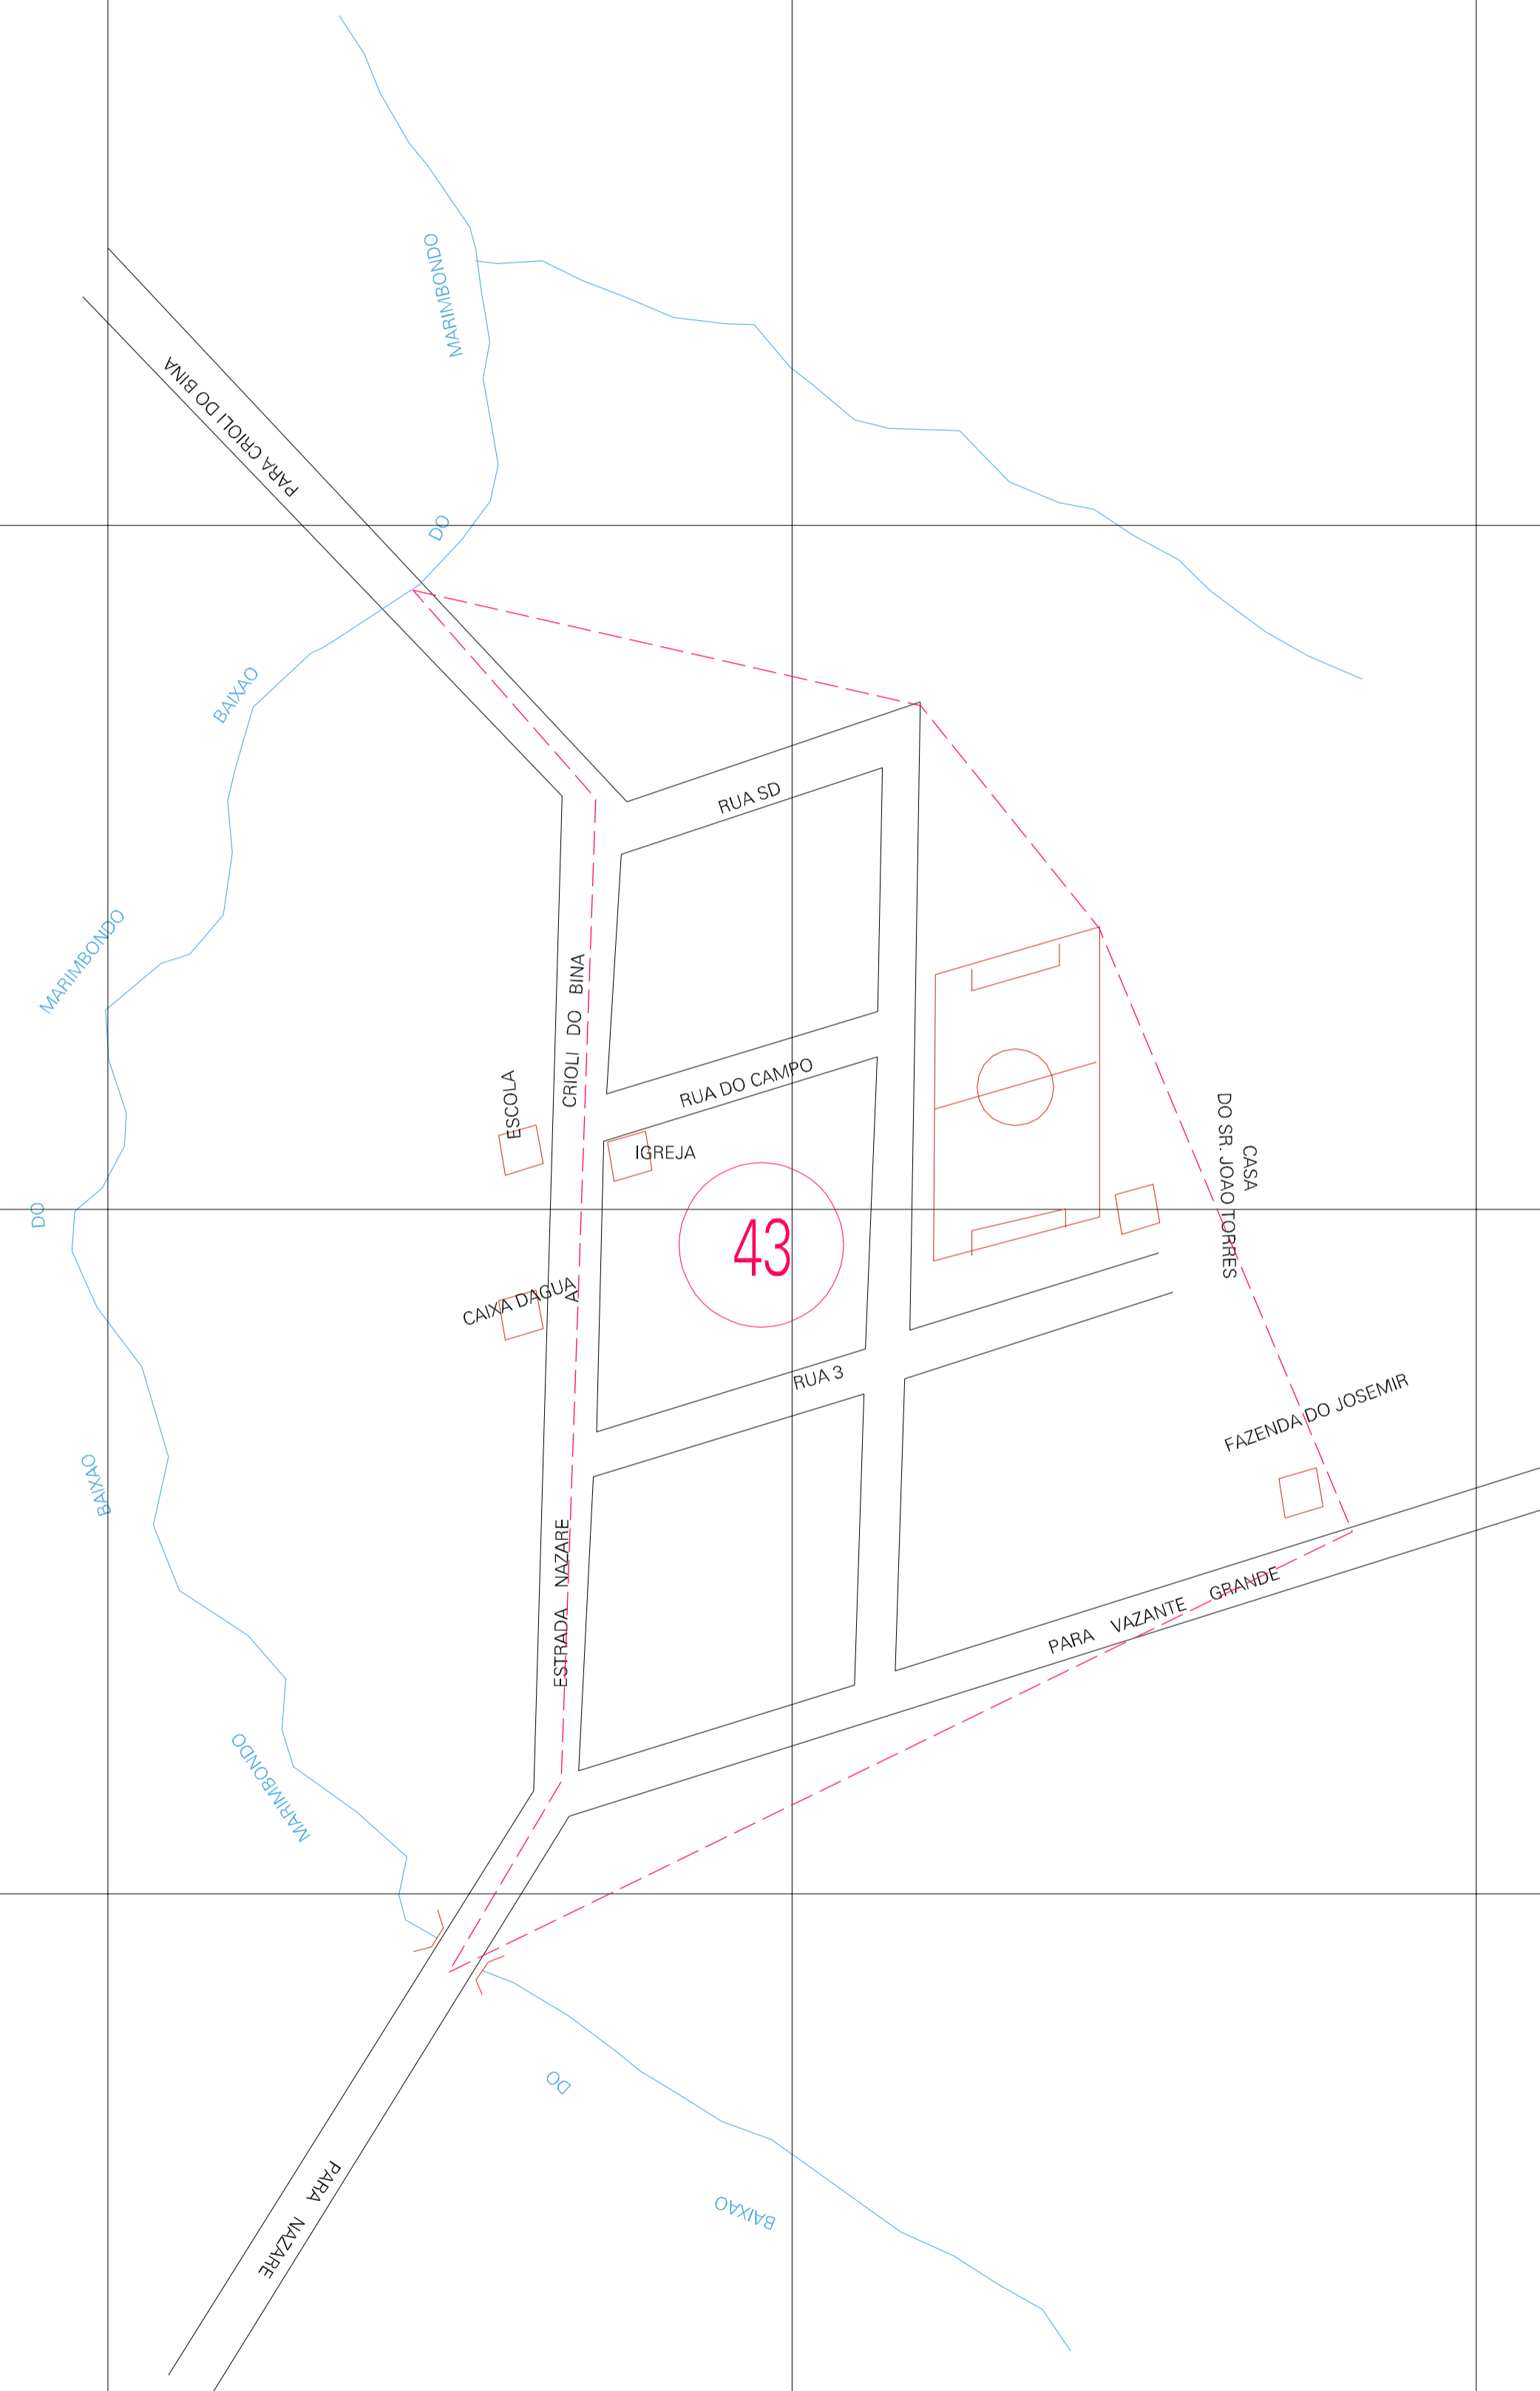 MARIMBONDO
PARA CRIOLI DO BINA
DO
BAIXAO
RUA SD
MARIMBONDO
ESTRADA NAZARE A CRIOLI DO BINA
ESCOLA
RUA DO CAMPO
IGREJA
CASA
DO SR. JOAO TORRES
DO
43
CAIXA DAGUA
RUA 3
FAZENDA DO JOSEMIR
BAIXAO
PARA VAZANTE GRANDE
MARIMBONDO
DO
BAIXAO
PARA NAZARE